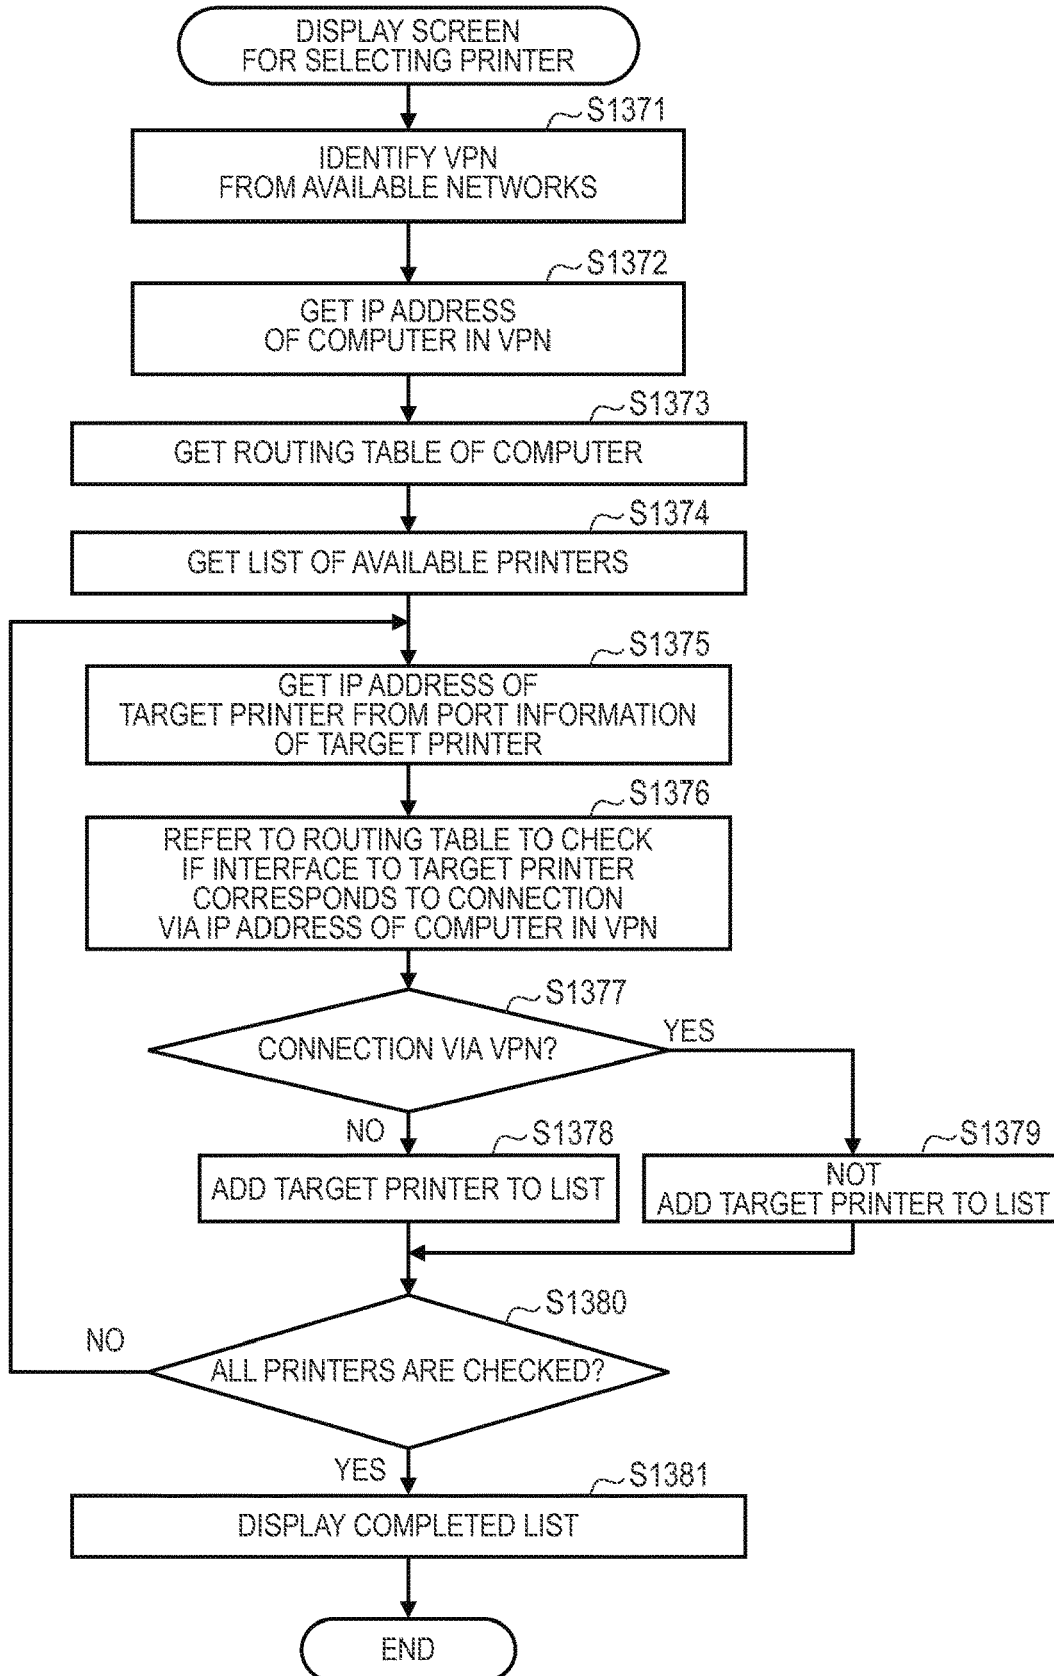 DISPLAY SCREEN
FOR SELECTING PRINTER
S1371
IDENTIFY VPN
FROM AVAILABLE NETWORKS
S1372
GET IP ADDRESS
OF COMPUTER IN VPN
S1373
GET ROUTING TABLE OF COMPUTER
S1374
GET LIST OF AVAILABLE PRINTERS
S1375
GET IP ADDRESS OF
TARGET PRINTER FROM PORT INFORMATION
OF TARGET PRINTER
S1376
REFER TO ROUTING TABLE TO CHECK
IF INTERFACE TO TARGET PRINTER
CORRESPONDS TO CONNECTION
VIA IP ADDRESS OF COMPUTER IN VPN
S1377
CONNECTION VIA VPN?
YES
NO
S1378
ADD TARGET PRINTER TO LIST
S1379
NOT
ADD TARGET PRINTER TO LIST
S1380
ALL PRINTERS ARE CHECKED?
NO
YES
S1381
DISPLAY COMPLETED LIST
END